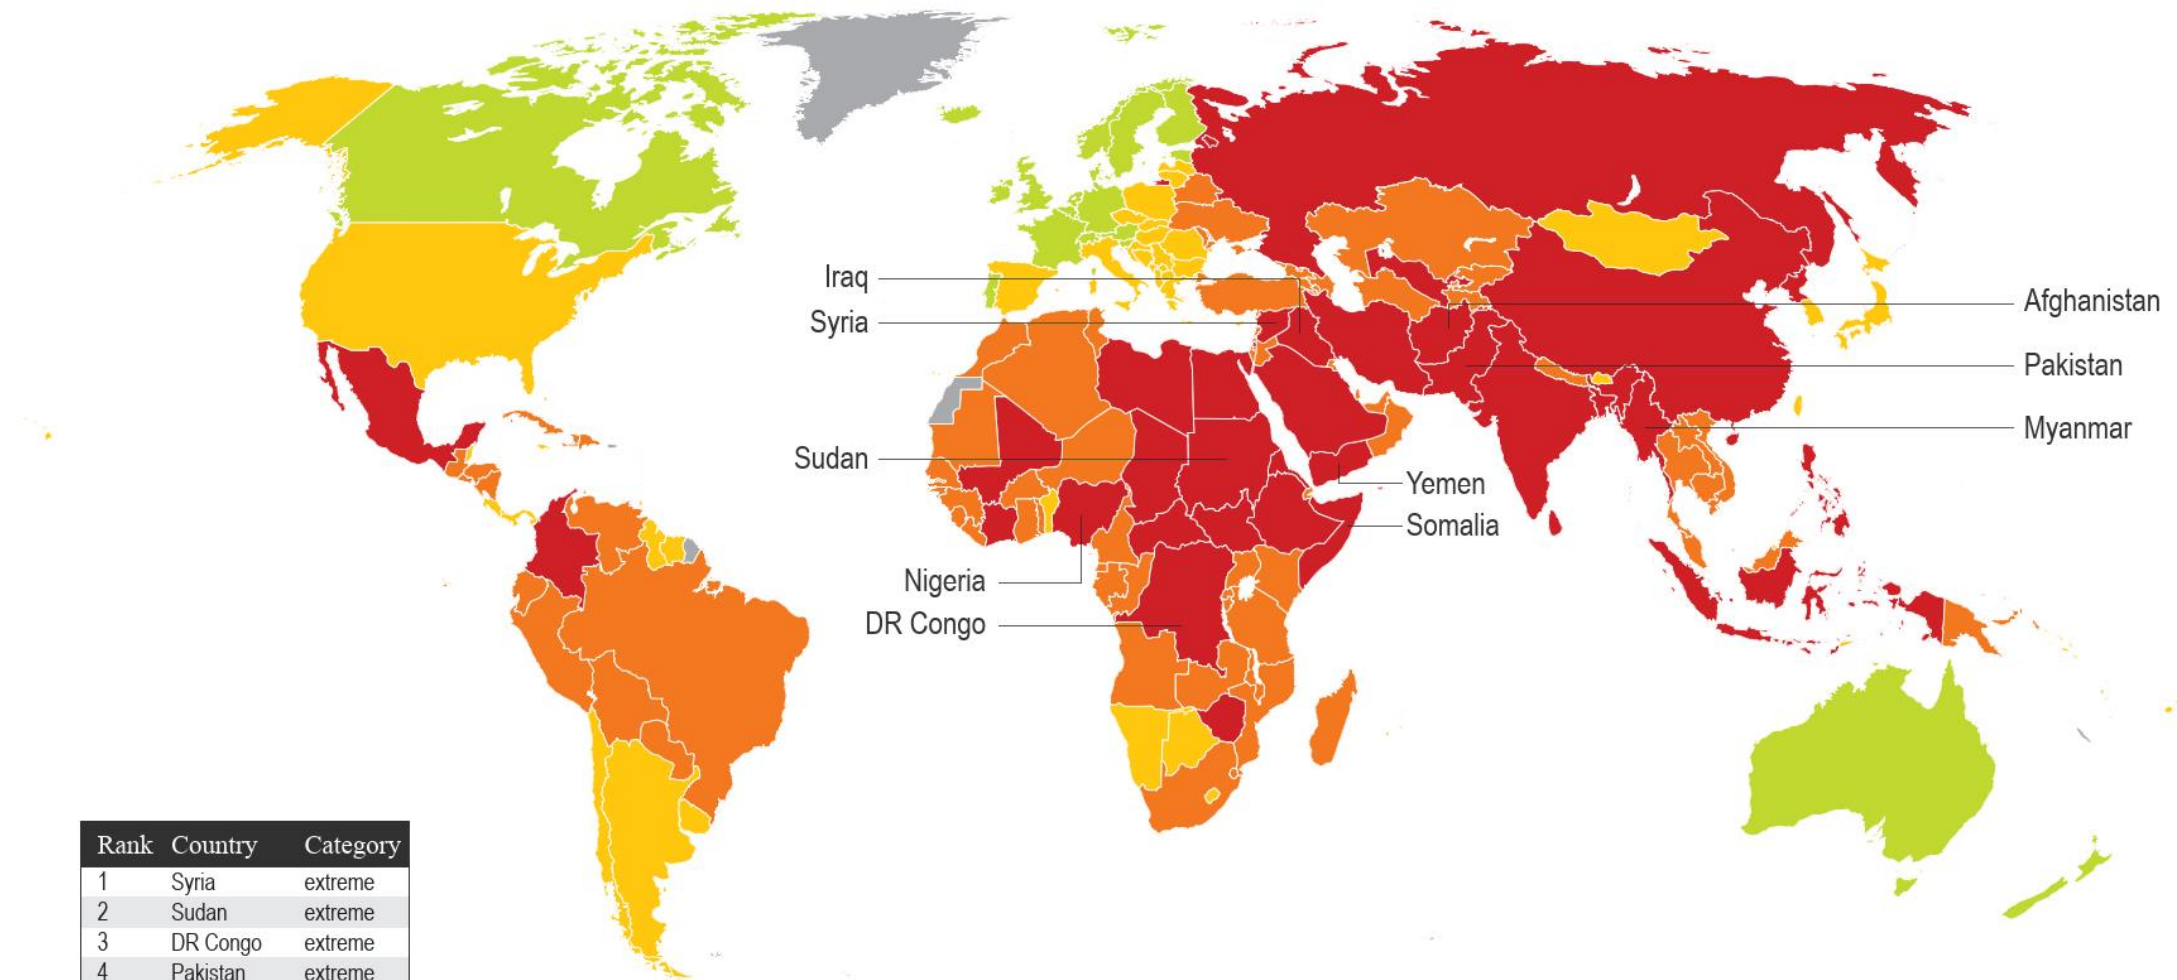 Iraq
Syria
Afghanistan
Pakistan
Myanmar
Sudan
Yemen
Somalia
Nigeria
DR Congo
Rank Country Category
1 Syria extreme
2 Sudan extreme
3 DR Congo extreme
4 Pakistan extreme